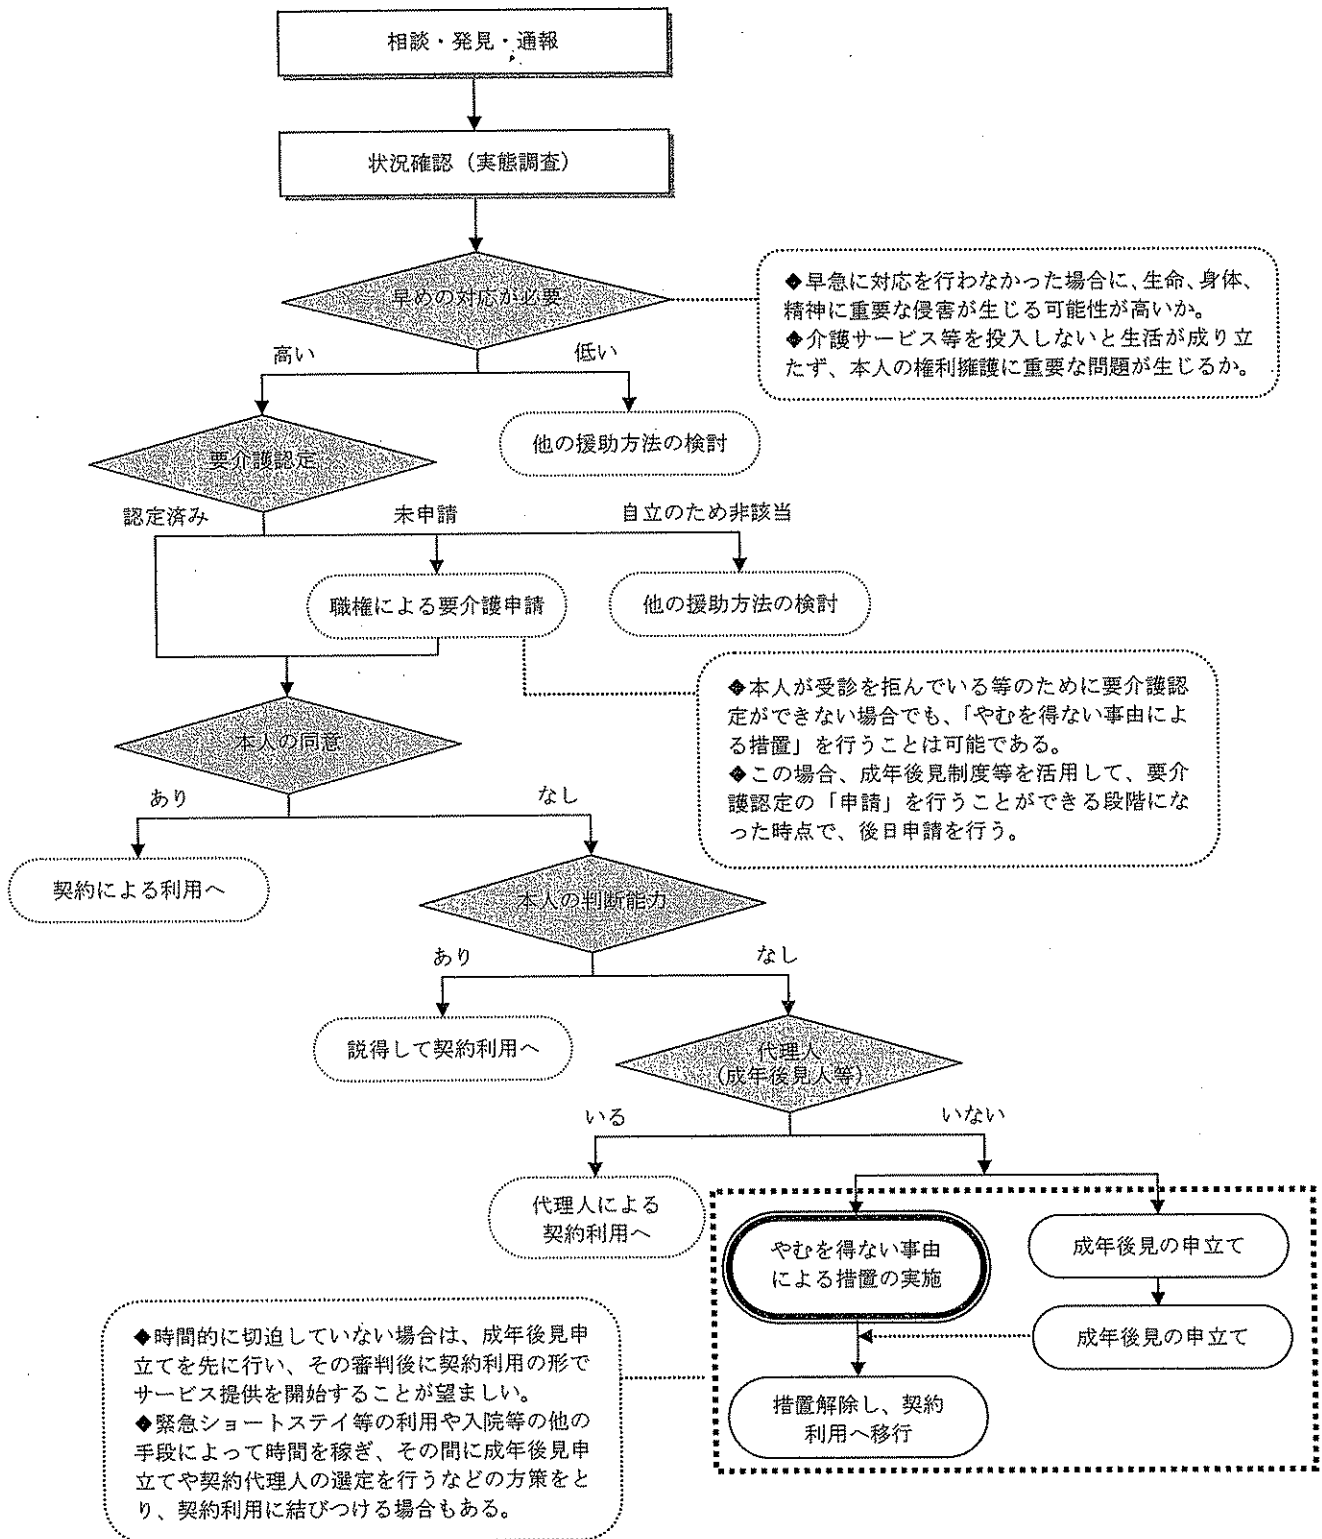 相談・発見・通報
状況確認（実態調査）
早めの対応が必要
◆早急に対応を行わなかった場合に、生命、身体、
精神に重要な侵害が生じる可能性が高いか。
◆介護サービス等を投入しないと生活が成り立
たず、本人の権利擁護に重要な問題が生じるか。
高い
低い
要介護認定
他の援助方法の検討
認定済み
未申請
自立のため非該当
職権による要介護申請
他の援助方法の検討
◆本人が受診を拒んでいる等のために要介護認
定ができない場合でも、「やむを得ない事由によ
る措置」を行うことは可能である。
◆この場合、成年後見制度等を活用して、要介
護認定の「申請」を行うことができる段階にな
った時点で、後日申請を行う。
本人の同意
あり
なし
契約による利用へ
本人の判断能力
あり
なし
説得して契約利用へ
代理人
（成年後見人等）
いる
いない
代理人による
契約利用へ
やむを得ない事由
による措置の実施
成年後見の申立て
成年後見の申立て
措置解除し、契約
利用へ移行
◆時間的に切迫していない場合は、成年後見申
立てを先に行い、その審判後に契約利用の形で
サービス提供を開始することが望ましい。
◆緊急ショートステイ等の利用や入院等の他の
手段によって時間を稼ぎ、その間に成年後見申
立てや契約代理人の選定を行うなどの方策をと
り、契約利用に結びつける場合もある。